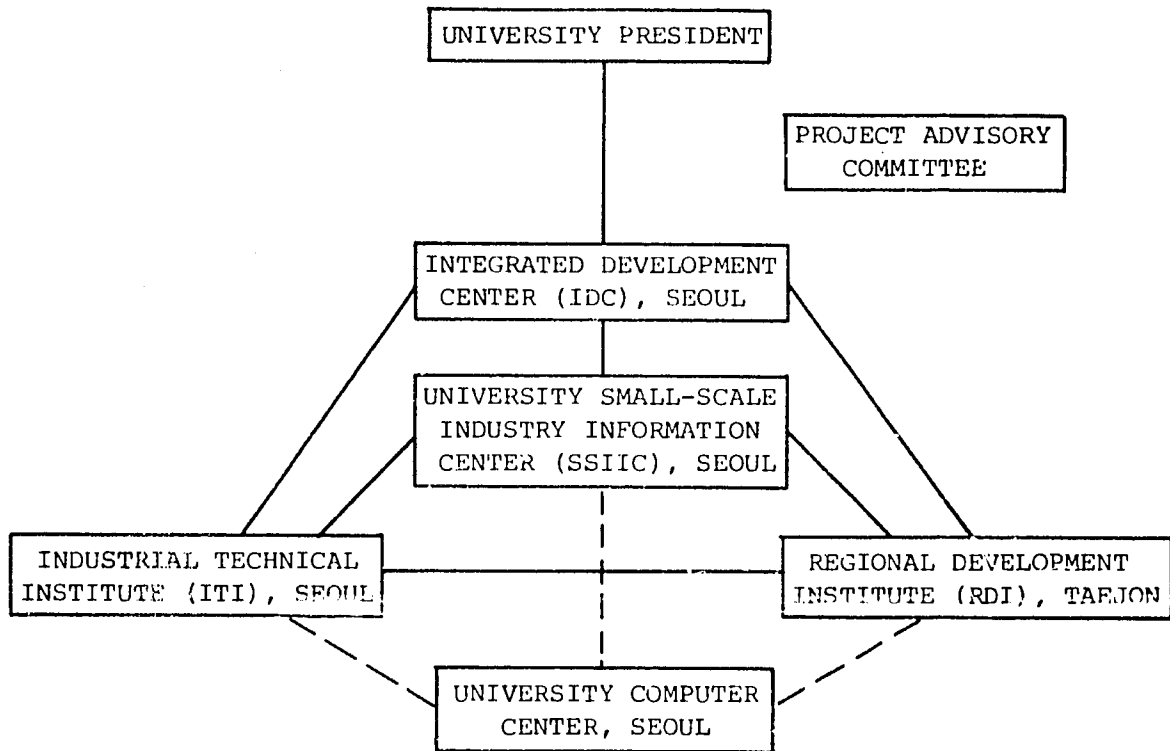 UNIVERSITY PRESIDENT
PROJECT ADVISORY
COMMITTEE
INTEGRATED DEVELOPMENT
CENTER (IDC), SEOUL
UNIVERSITY SMALL-SCALE
INDUSTRY INFORMATION
CENTER (SSIIC), SEOUL
INDUSTRIAL TECHNICAL
INSTITUTE (ITI), SEOUL
REGIONAL DEVELOPMENT
INSTITUTE (RDI), TAEJON
UNIVERSITY COMPUTER
CENTER, SEOUL